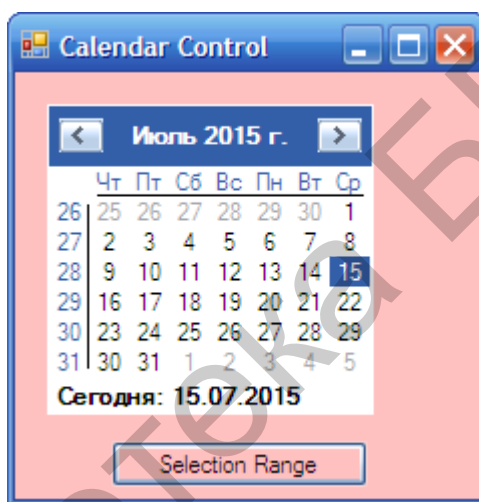 Calendar Control
Июль 2015 г.
Чт Пт Сб Вс Пн Вт Ср
26 25 26 27 28 29 30 1
27 2 3 4 5 6 7 8
28 9 10 11 12 13 14 15
29 16 17 18 19 20 21 22
30 23 24 25 26 27 28 29
31 30 31 1 2 3 4 5
Сегодня: 15.07.2015
Selection Range